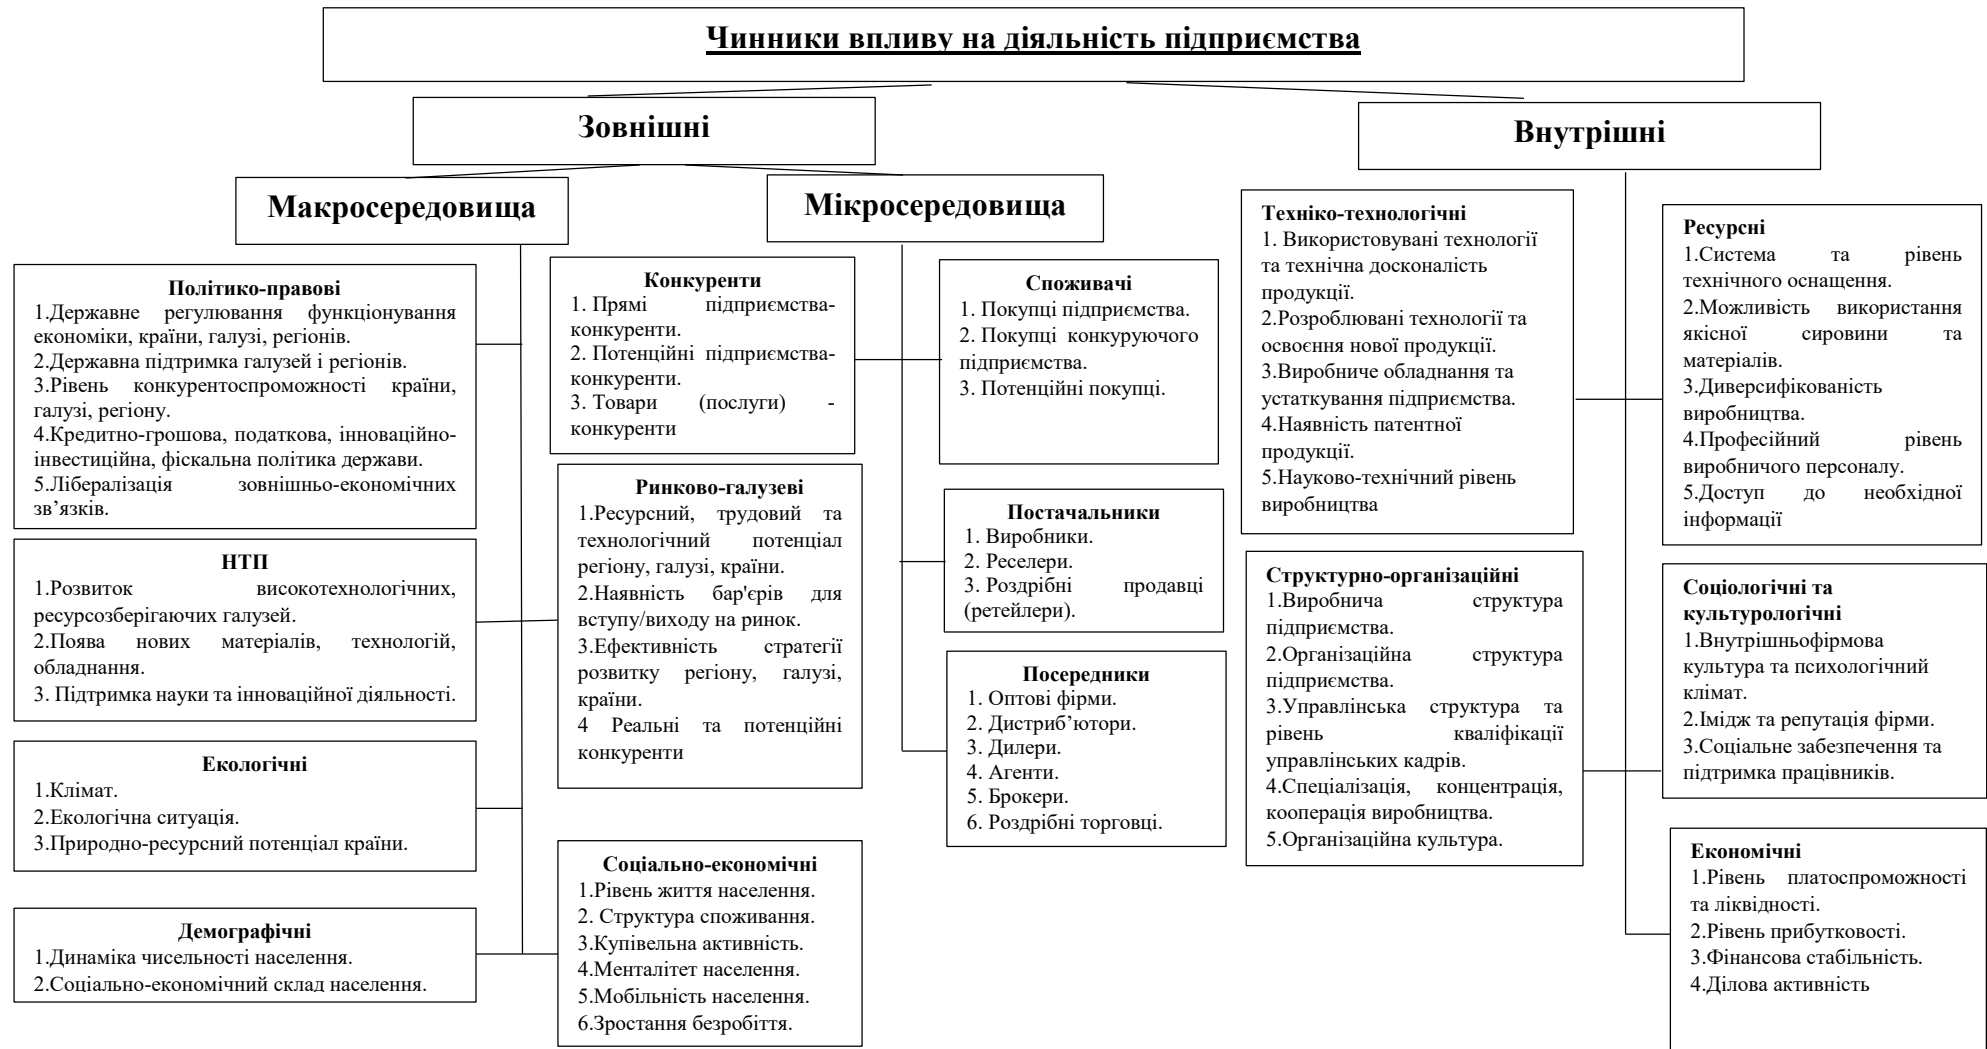 Чинники впливу на діяльність підприємства
Зовнішні
Внутрішні
Макросередовища
Мікросередовища
Політико-правові
1.Державне регулювання функціонування
економіки, країни, галузі, регіонів.
2.Державна підтримка галузей і регіонів.
3.Рівень конкурентоспроможності країни,
галузі, регіону.
4.Кредитно-грошова, податкова, інноваційно-
інвестиційна, фіскальна політика держави.
5.Лібералізація зовнішньо-економічних
зв’язків.
НТП
1.Розвиток високотехнологічних,
ресурсозберігаючих галузей.
2.Поява нових матеріалів, технологій,
обладнання.
3. Підтримка науки та інноваційної діяльності.
Екологічні
1.Клімат.
2.Екологічна ситуація.
3.Природно-ресурсний потенціал країни.
Демографічні
1.Динаміка чисельності населення.
2.Соціально-економічний склад населення.
Конкуренти
1. Прямі підприємства-
конкуренти.
2. Потенційні підприємства-
конкуренти.
3. Товари (послуги) -
конкуренти
Ринково-галузеві
1.Ресурсний, трудовий та
технологічний потенціал
регіону, галузі, країни.
2.Наявність бар'єрів для
вступу/виходу на ринок.
3.Ефективність стратегії
розвитку регіону, галузі,
країни.
4 Реальні та потенційні
конкуренти
Соціально-економічні
1.Рівень життя населення.
2. Структура споживання.
3.Купівельна активність.
4.Менталітет населення.
5.Мобільність населення.
6.Зростання безробіття.
Споживачі
1. Покупці підприємства.
2. Покупці конкуруючого
підприємства.
3. Потенційні покупці.
Постачальники
1. Виробники.
2. Реселери.
3. Роздрібні продавці
(ретейлери).
Посередники
1. Оптові фірми.
2. Дистриб’ютори.
3. Дилери.
4. Агенти.
5. Брокери.
6. Роздрібні торговці.
Техніко-технологічні
1. Використовувані технології
та технічна досконалість
продукції.
2.Розроблювані технології та
освоєння нової продукції.
3.Виробниче обладнання та
устаткування підприємства.
4.Наявність патентної
продукції.
5.Науково-технічний рівень
виробництва
Структурно-організаційні
1.Виробнича структура
підприємства.
2.Організаційна структура
підприємства.
3.Управлінська структура та
рівень кваліфікації
управлінських кадрів.
4.Спеціалізація, концентрація,
кооперація виробництва.
5.Організаційна культура.
Ресурсні
1.Система та рівень
технічного оснащення.
2.Можливість використання
якісної сировини та
матеріалів.
3.Диверсифікованість
виробництва.
4.Професійний рівень
виробничого персоналу.
5.Доступ до необхідної
інформації
Соціологічні та
культурологічні
1.Внутрішньофірмова
культура та психологічний
клімат.
2.Імідж та репутація фірми.
3.Соціальне забезпечення та
підтримка працівників.
Економічні
1.Рівень платоспроможності
та ліквідності.
2.Рівень прибутковості.
3.Фінансова стабільність.
4.Ділова активність